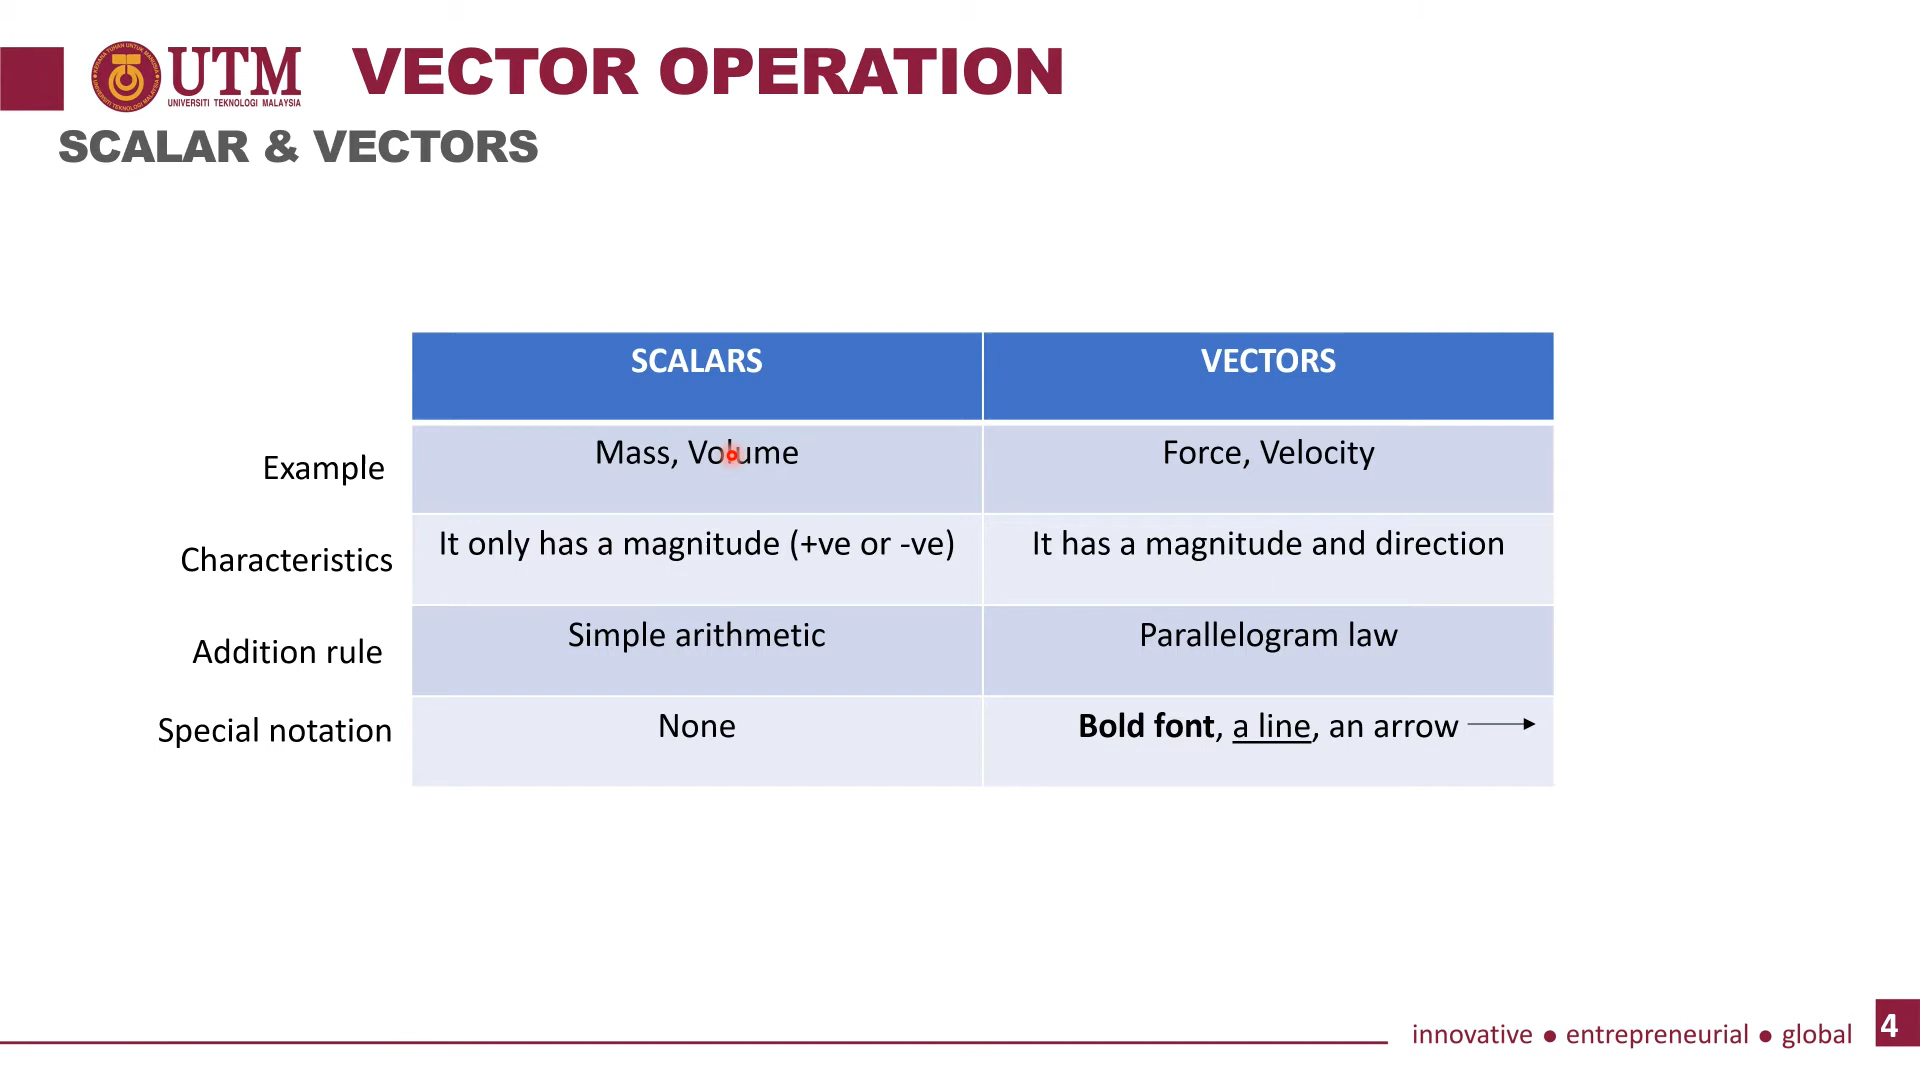 UTM
UNIVERSITI TEKNOLOGI MALAYSIA
VECTOR OPERATION
SCALAR & VECTORS
SCALARS VECTORS
Example Mass, Volume Force, Velocity
Characteristics It only has a magnitude (+ve or -ve) It has a magnitude and direction
Addition rule Simple arithmetic Parallelogram law
Special notation None Bold font, a line, an arrow
innovative ● entrepreneurial ● global 4